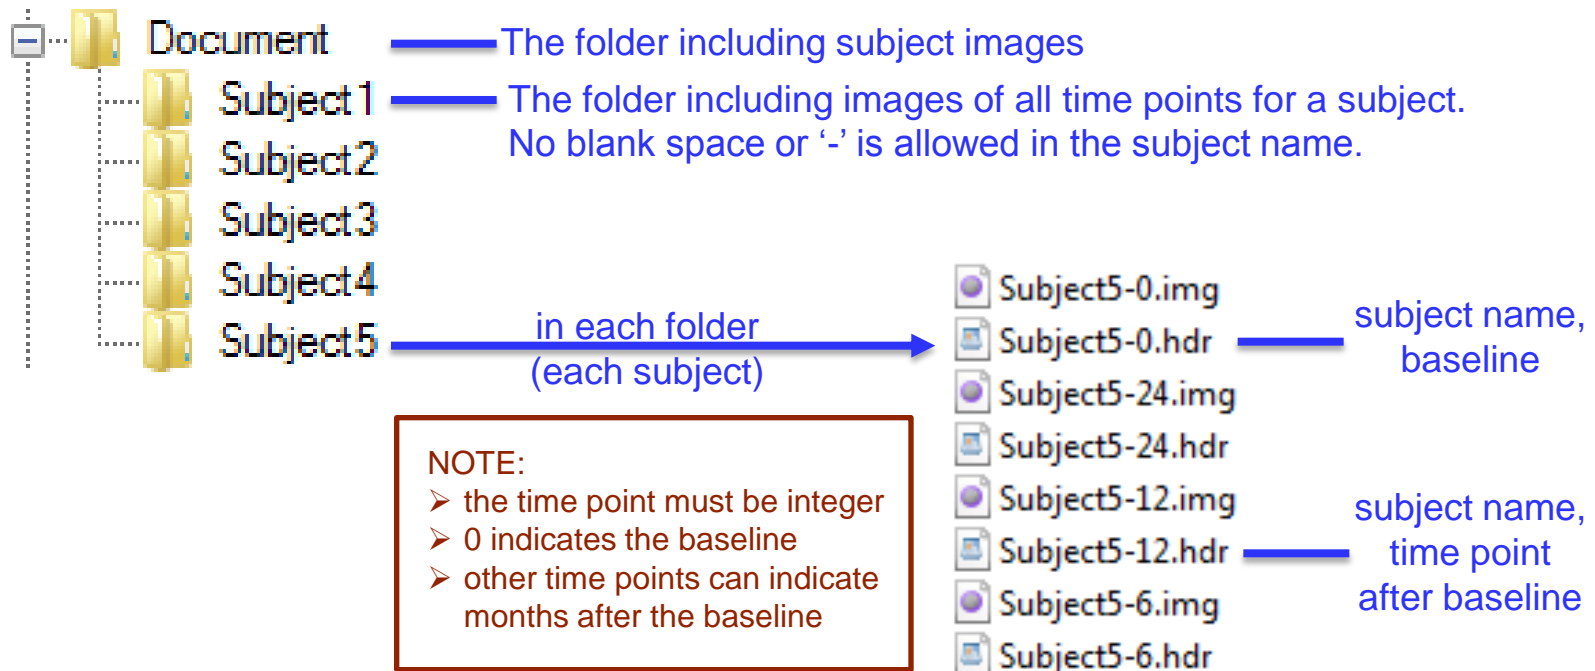 Document
The folder including subject images
Subject1
The folder including images of all time points for a subject.
No blank space or ‘-’ is allowed in the subject name.
Subject2
Subject3
Subject4
Subject5
in each folder
(each subject)
Subject5-0.img
Subject5-0.hdr
subject name,
baseline
Subject5-24.img
Subject5-24.hdr
Subject5-12.img
Subject5-12.hdr
subject name,
time point
after baseline
Subject5-6.img
Subject5-6.hdr
NOTE:
➢ the time point must be integer
➢ 0 indicates the baseline
➢ other time points can indicate
months after the baseline